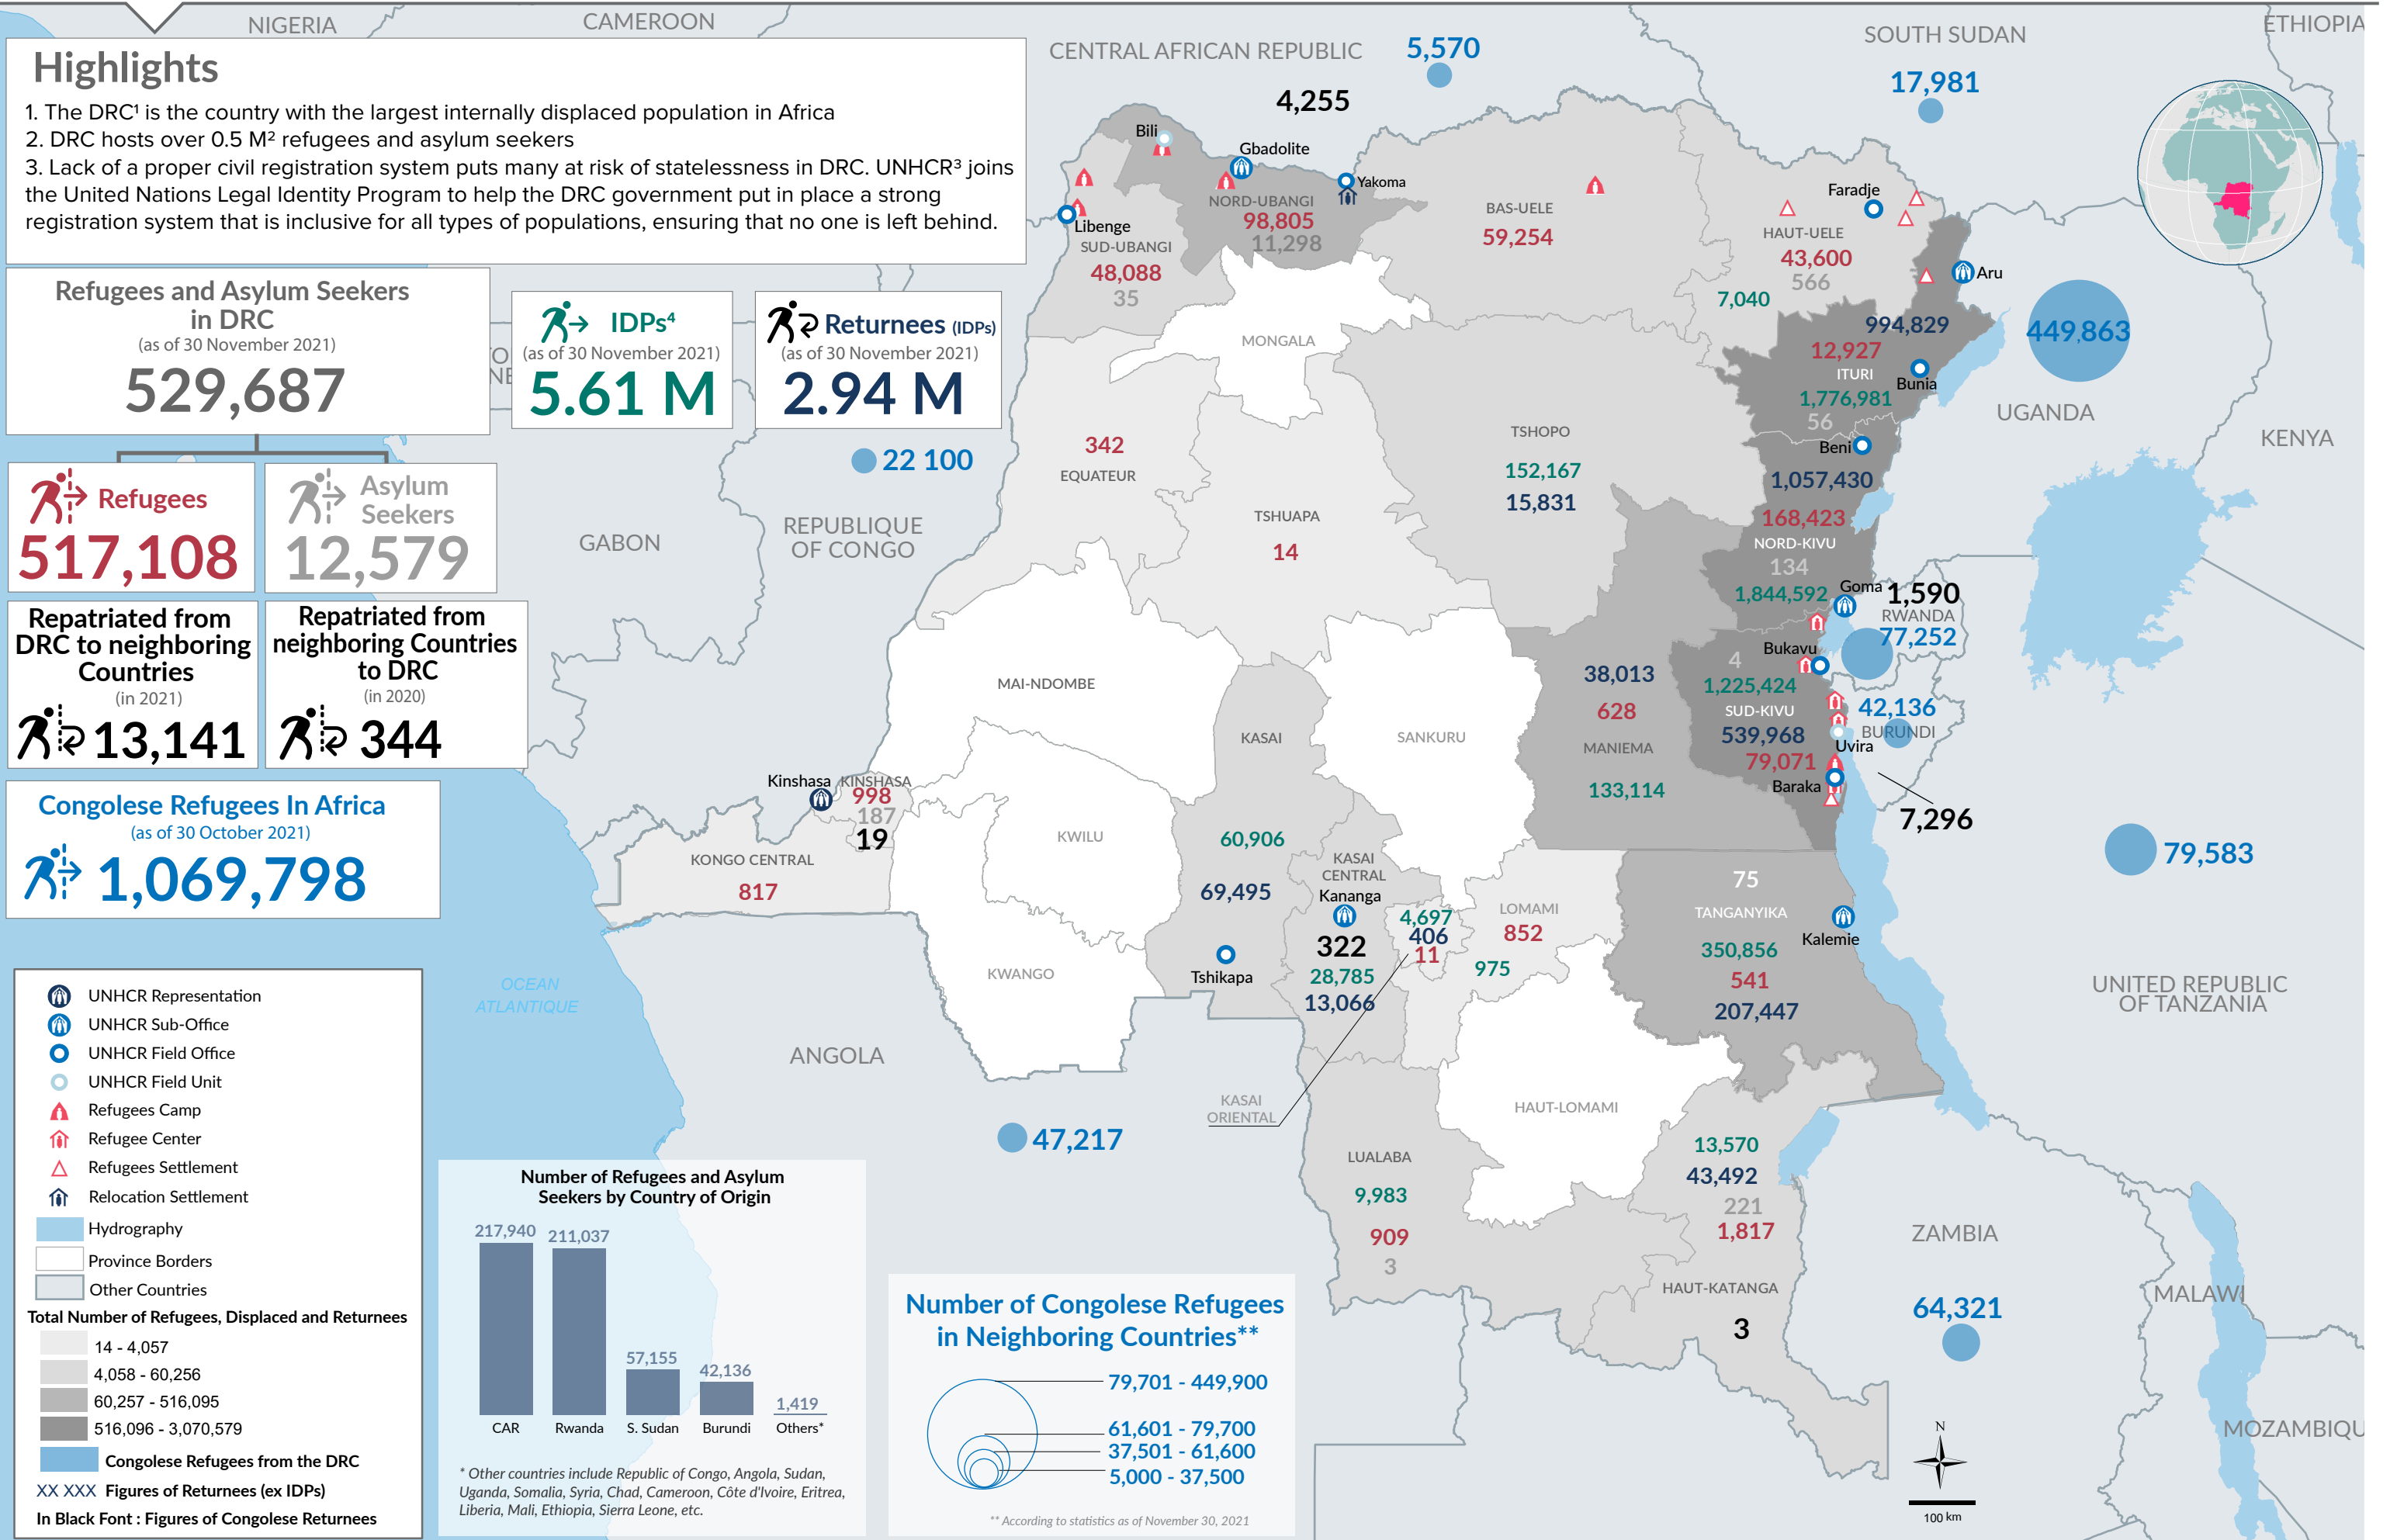 NIGERIA
CAMEROON
CENTRAL AFRICAN REPUBLIC
5,570
SOUTH SUDAN
17,981
ETHIOPIA
4,255
Highlights
1. The DRC¹ is the country with the largest internally displaced population in Africa
2. DRC hosts over 0.5 M² refugees and asylum seekers
3. Lack of a proper civil registration system puts many at risk of statelessness in DRC. UNHCR³ joins
the United Nations Legal Identity Program to help the DRC government put in place a strong
registration system that is inclusive for all types of populations, ensuring that no one is left behind.
Refugees and Asylum Seekers
in DRC
(as of 30 November 2021)
529,687
IDPs⁴
(as of 30 November 2021)
5.61 M
Returnees (IDPs)
(as of 30 November 2021)
2.94 M
Refugees
517,108
Asylum
Seekers
12,579
Repatriated from
DRC to neighboring
Countries
(in 2021)
13,141
Repatriated from
neighboring Countries
to DRC
(in 2020)
344
Congolese Refugees In Africa
(as of 30 October 2021)
1,069,798
UNHCR Representation
UNHCR Sub-Office
UNHCR Field Office
UNHCR Field Unit
Refugees Camp
Refugee Center
Refugees Settlement
Relocation Settlement
Hydrography
Province Borders
Other Countries
Total Number of Refugees, Displaced and Returnees
14 - 4,057
4,058 - 60,256
60,257 - 516,095
516,096 - 3,070,579
Congolese Refugees from the DRC
XX XXX Figures of Returnees (ex IDPs)
In Black Font : Figures of Congolese Returnees
Bili
Gbadolite
Yakoma
NORD-UBANGI
98,805
11,298
Libenge
SUD-UBANGI
48,088
35
BAS-UELE
59,254
Faradje
HAUT-UELE
43,600
566
7,040
Aru
994,829
12,927
ITURI
Bunia
1,776,981
56
449,863
UGANDA
KENYA
MONGALA
342
EQUATEUR
TSHUAPA
14
TSHOPO
152,167
15,831
Beni
1,057,430
168,423
NORD-KIVU
134
1,844,592
Goma
1,590
RWANDA
77,252
22 100
REPUBLIQUE
OF CONGO
GABON
Bukavu
4
1,225,424
SUD-KIVU
539,968
79,071
Uvira
Baraka
42,136
BURUNDI
7,296
38,013
628
MANIEMA
133,114
MAI-NDOMBE
KASAI
SANKURU
Kinshasa
KINSHASA
998
187
19
KONGO CENTRAL
817
KWILU
KWANGO
60,906
69,495
Tshikapa
KASAI
CENTRAL
Kananga
322
28,785
13,066
4,697
406
11
KASAI
ORIENTAL
LOMAMI
852
975
75
TANGANYIKA
350,856
541
207,447
Kalemie
79,583
UNITED REPUBLIC
OF TANZANIA
OCEAN
ATLANTIQUE
ANGOLA
47,217
HAUT-LOMAMI
LUALABA
9,983
909
3
13,570
43,492
221
1,817
HAUT-KATANGA
3
ZAMBIA
64,321
MALAWI
MOZAMBIQU
Number of Refugees and Asylum
Seekers by Country of Origin
217,940
211,037
57,155
42,136
1,419
CAR
Rwanda
S. Sudan
Burundi
Others*
* Other countries include Republic of Congo, Angola, Sudan,
Uganda, Somalia, Syria, Chad, Cameroon, Côte d'Ivoire, Eritrea,
Liberia, Mali, Ethiopia, Sierra Leone, etc.
Number of Congolese Refugees
in Neighboring Countries**
79,701 - 449,900
61,601 - 79,700
37,501 - 61,600
5,000 - 37,500
** According to statistics as of November 30, 2021
N
100 km